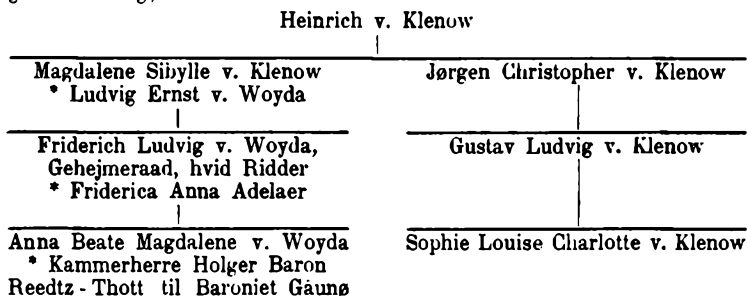 Heinrich v. Klenow
Magdalene Sibylle v. Klenow
* Ludvig Ernst v. Woyda
Jørgen Christopher v. Klenow
Friderich Ludvig v. Woyda,
Gehejmeraad, hvid Ridder
* Friderica Anna Adelaer
Gustav Ludvig v. Klenow
Anna Beate Magdalene v. Woyda
* Kammerherre Holger Baron
Reedtz - Thott til Baroniet Gaunø
Sophie Louise Charlotte v. Klenow